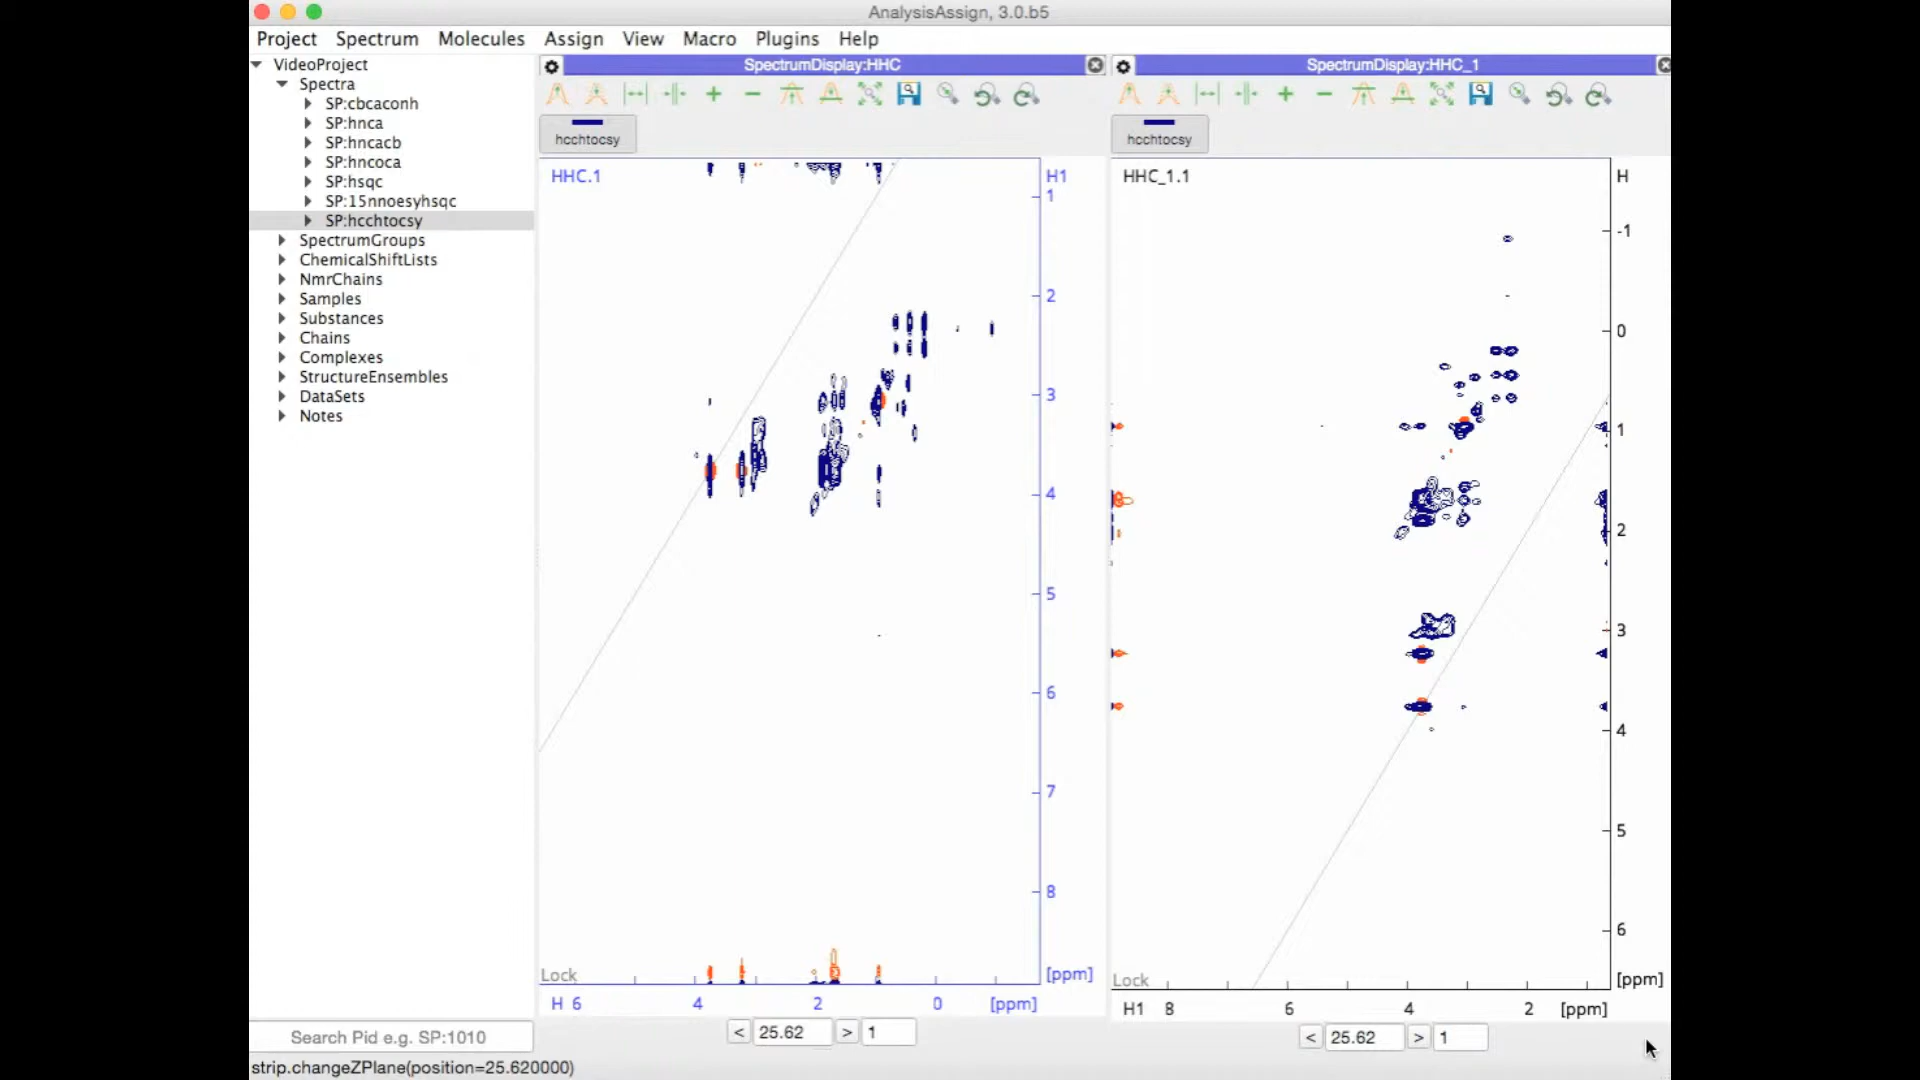 AnalysisAssign, 3.0.b5
Project Spectrum Molecules Assign View Macro Plugins Help
VideoProject
Spectra
SP:cbcaconh
SP:hnca
SP:hncacb
SP:hncoca
SP:hsqc
SP:15nnoesyhsqc
SP:hcchtocsy
SpectrumGroups
ChemicalShiftLists
NmrChains
Samples
Substances
Chains
Complexes
StructureEnsembles
DataSets
Notes
Search Pid e.g. SP:1010
strip.changeZPlane(position=25.620000)
SpectrumDisplay:HHC
hcchtocsy
HHC.1
H1
1
2
3
4
5
6
7
8
[ppm]
Lock
H 6 4 2 0 [ppm]
< 25.62 > 1
SpectrumDisplay:HHC_1
hcchtocsy
HHC_1.1
H
-1
0
1
2
3
4
5
6
[ppm]
Lock
H1 8 6 4 2 [ppm]
< 25.62 > 1